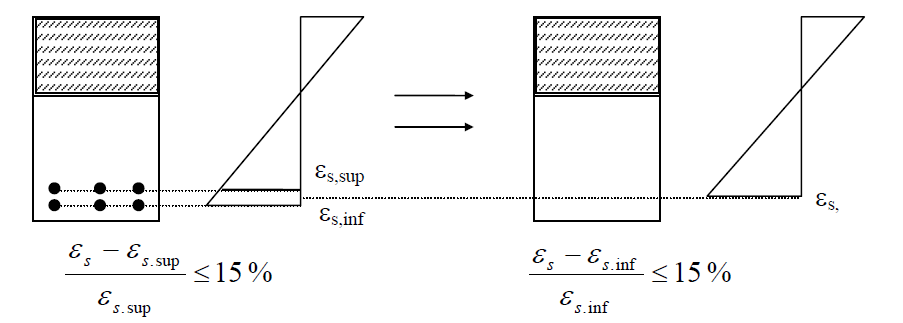 εs,sup
εs,inf
εs,
(εs − εs.sup) / εs.sup ≤ 15 %
(εs − εs.inf) / εs.inf ≤ 15 %